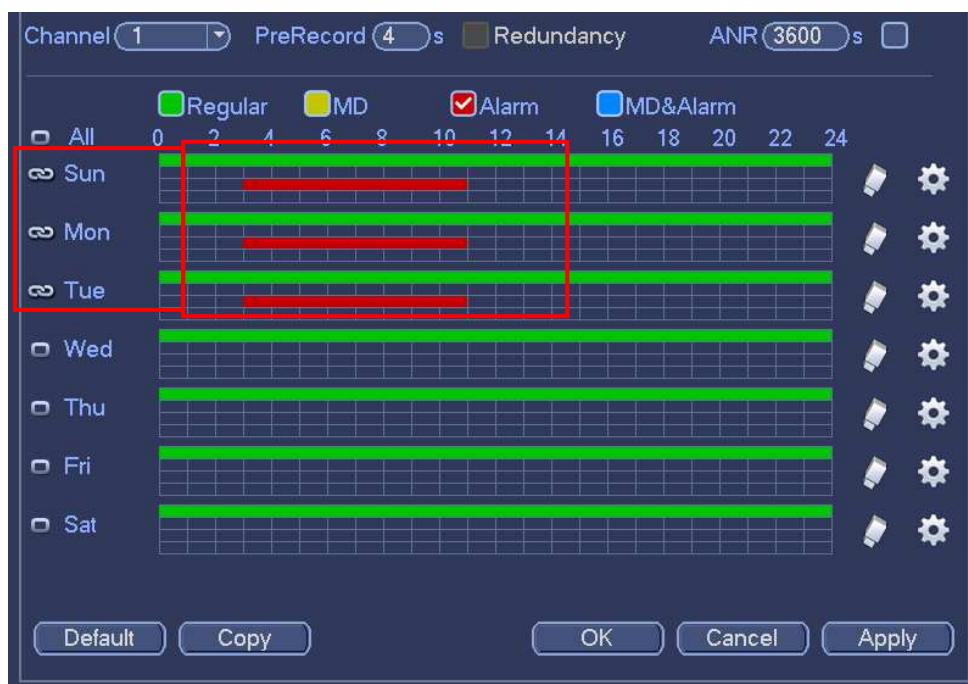 Channel 1 PreRecord 4 s Redundancy ANR 3600 s
Regular MD Alarm MD&Alarm
All 0 2 4 6 8 10 12 14 16 18 20 22 24
Sun
Mon
Tue
Wed
Thu
Fri
Sat
Default Copy OK Cancel Apply